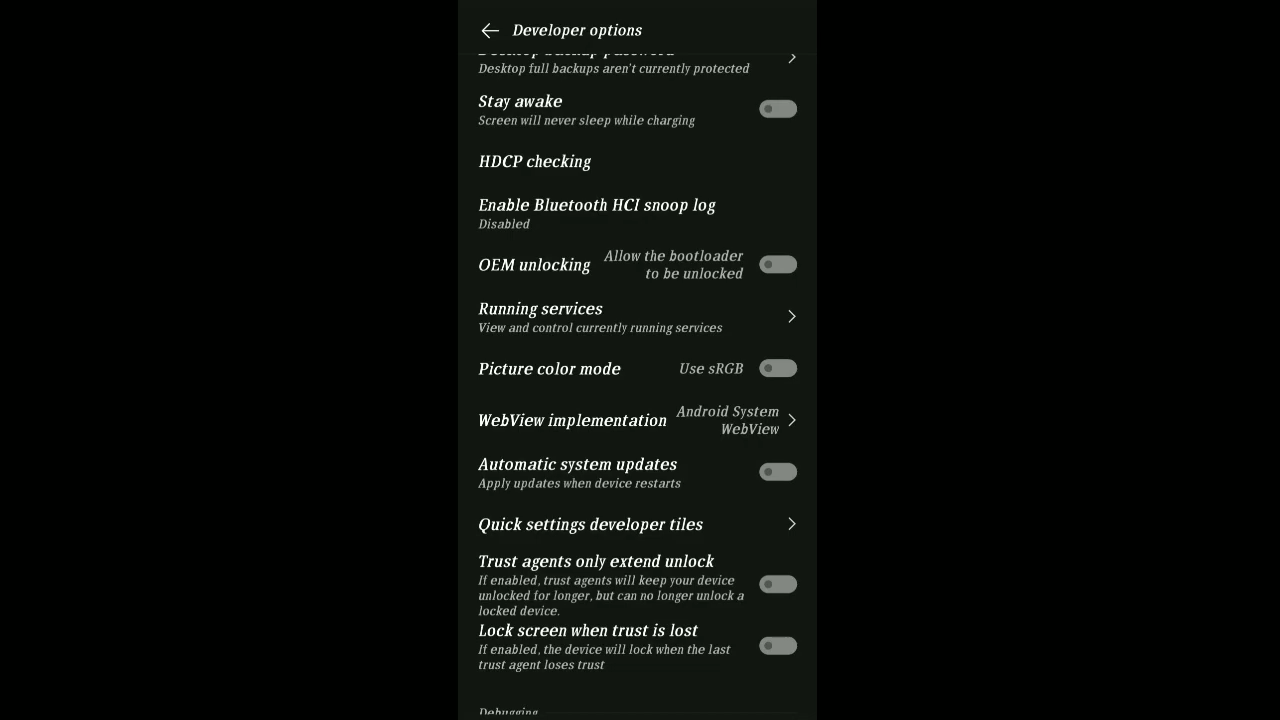 Developer options
Desktop backup password
Desktop full backups aren't currently protected
Stay awake
Screen will never sleep while charging
HDCP checking
Enable Bluetooth HCI snoop log
Disabled
OEM unlocking
Allow the bootloader
to be unlocked
Running services
View and control currently running services
Picture color mode
Use sRGB
WebView implementation
Android System
WebView
Automatic system updates
Apply updates when device restarts
Quick settings developer tiles
Trust agents only extend unlock
If enabled, trust agents will keep your device
unlocked for longer, but can no longer unlock a
locked device.
Lock screen when trust is lost
If enabled, the device will lock when the last
trust agent loses trust
Debugging